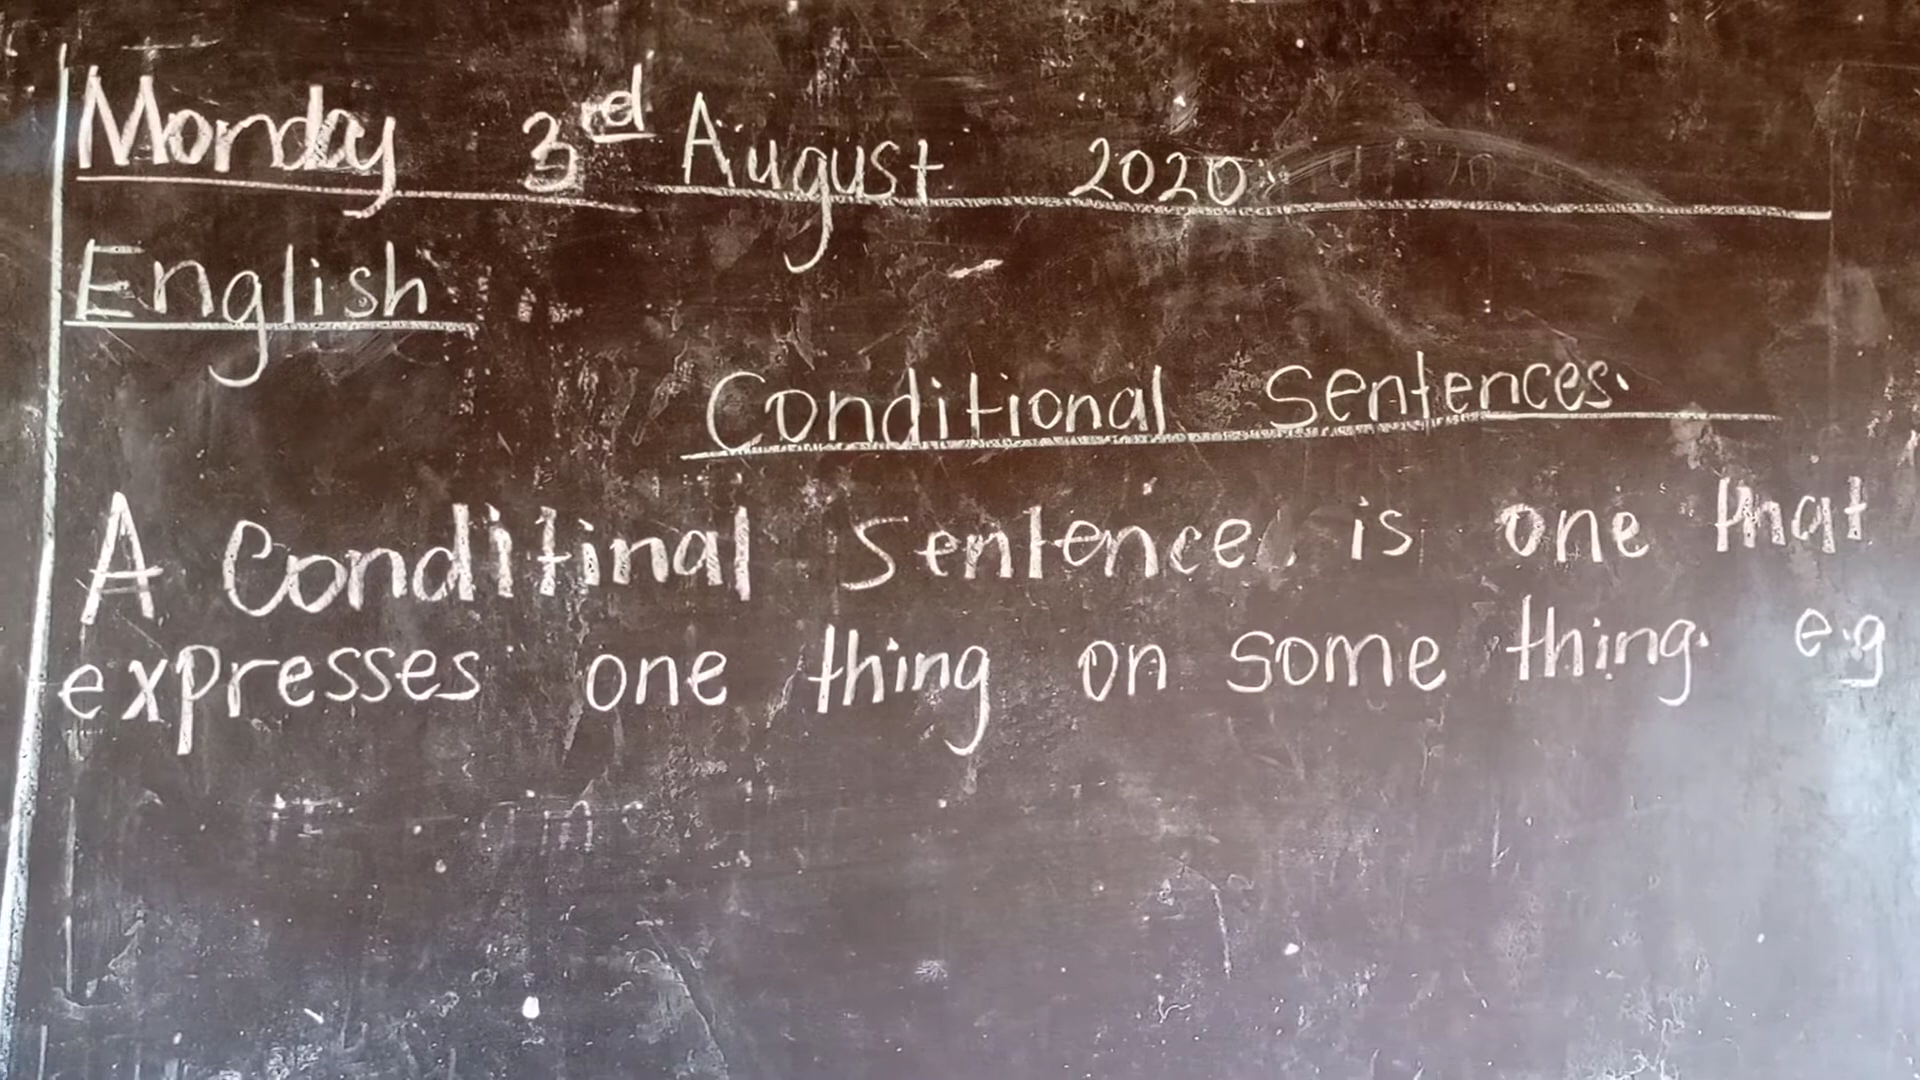 Monday 3rd August 2020
English
Conditional Sentences.
A Conditinal Sentence is one that
expresses one thing on some thing. e.g